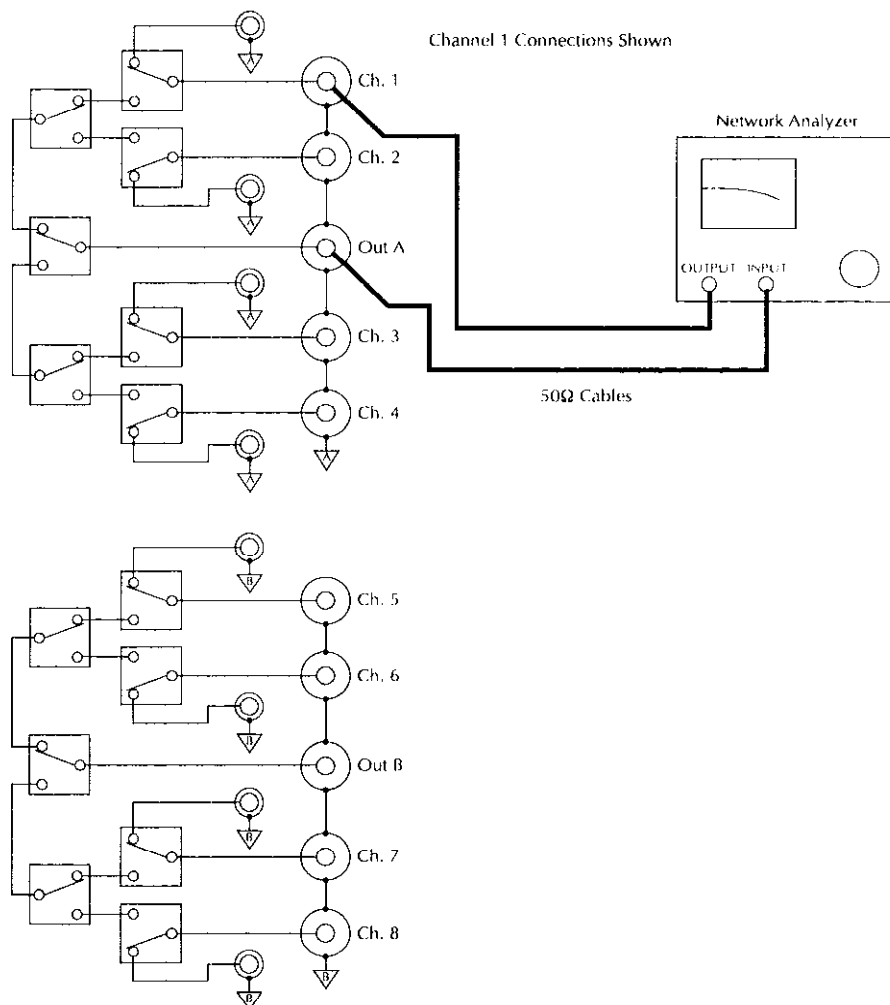 Channel 1 Connections Shown
A
Ch. 1
Network Analyzer
Ch. 2
A
Out A
OUTPUT INPUT
A
Ch. 3
50Ω Cables
Ch. 4
A
A
B
Ch. 5
Ch. 6
B
Out B
B
Ch. 7
Ch. 8
B
B